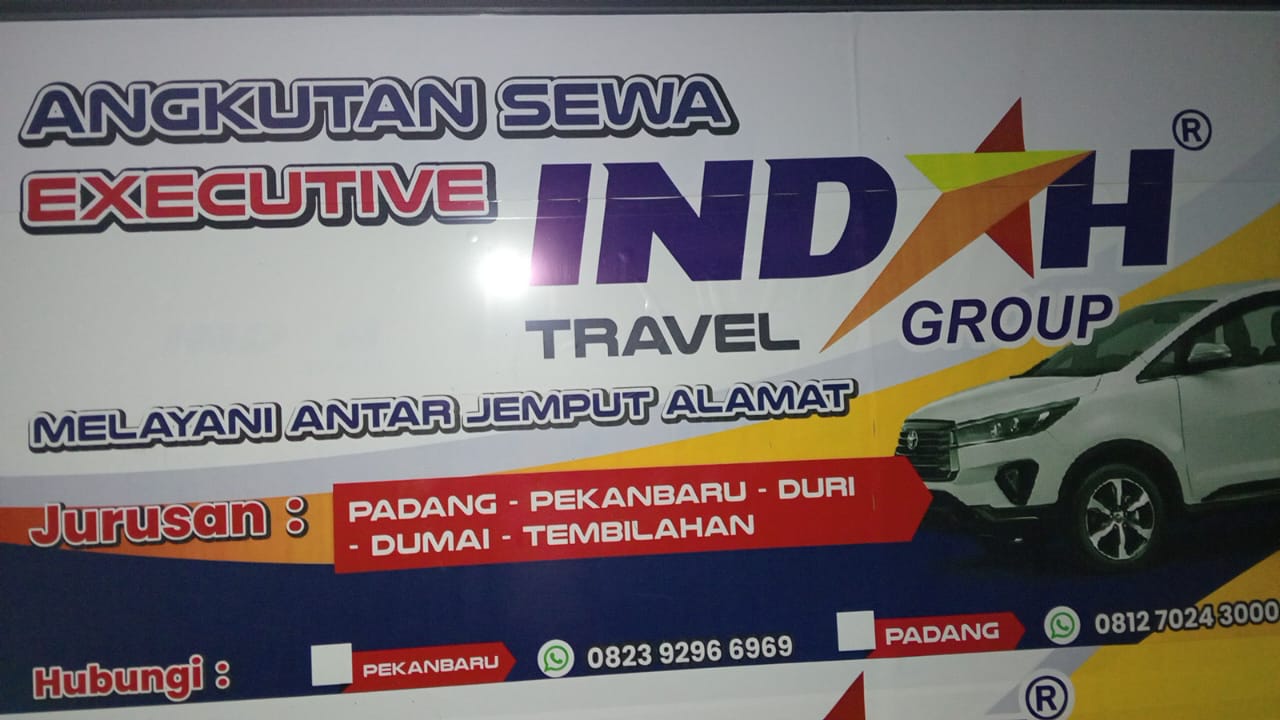 ANGKUTAN SEWA
EXECUTIVE
INDAH ®
TRAVEL GROUP
MELAYANI ANTAR JEMPUT ALAMAT
Jurusan :
PADANG - PEKANBARU - DURI
- DUMAI - TEMBILAHAN
Hubungi :
PEKANBARU 0823 9296 6969
PADANG 0812 7024 3000
®